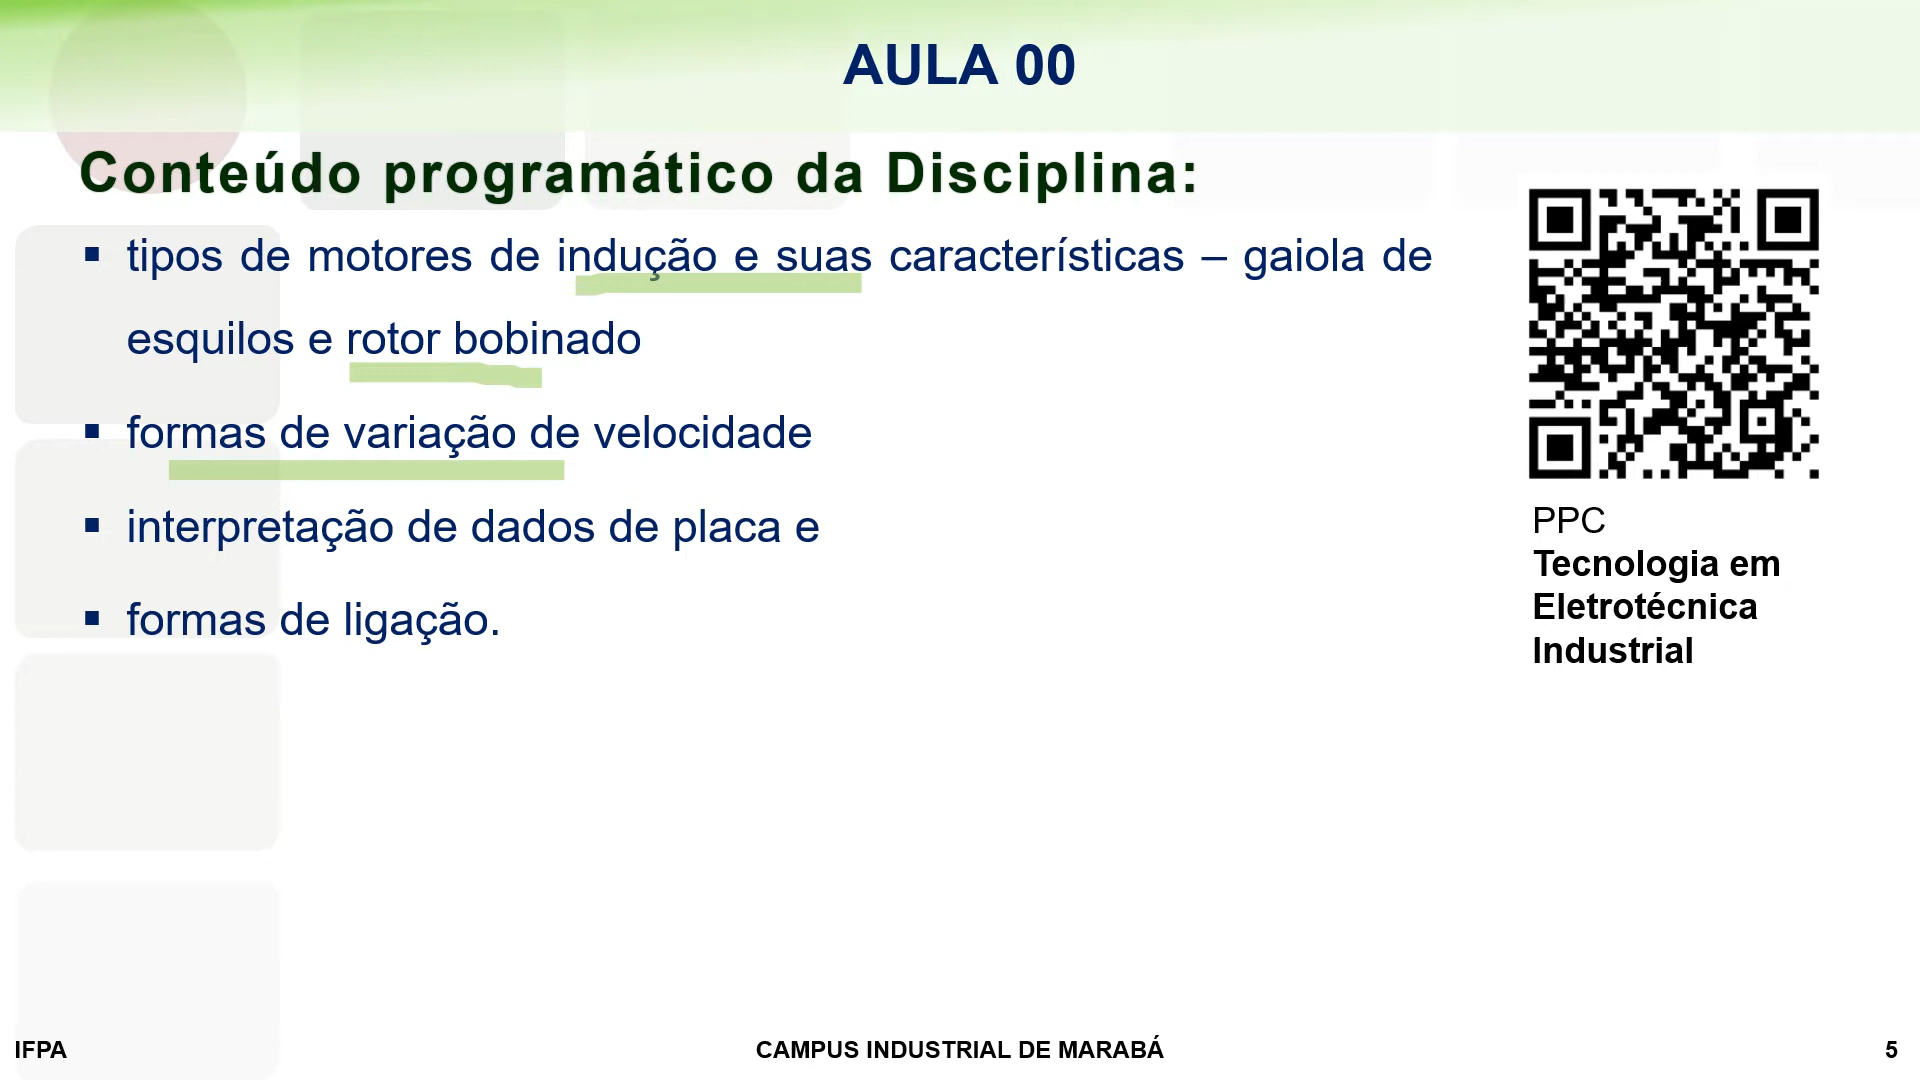 AULA 00
Conteúdo programático da Disciplina:
▪ tipos de motores de indução e suas características – gaiola de
esquilos e rotor bobinado
▪ formas de variação de velocidade
▪ interpretação de dados de placa e
▪ formas de ligação.
PPC
Tecnologia em
Eletrotécnica
Industrial
IFPA
CAMPUS INDUSTRIAL DE MARABÁ
5